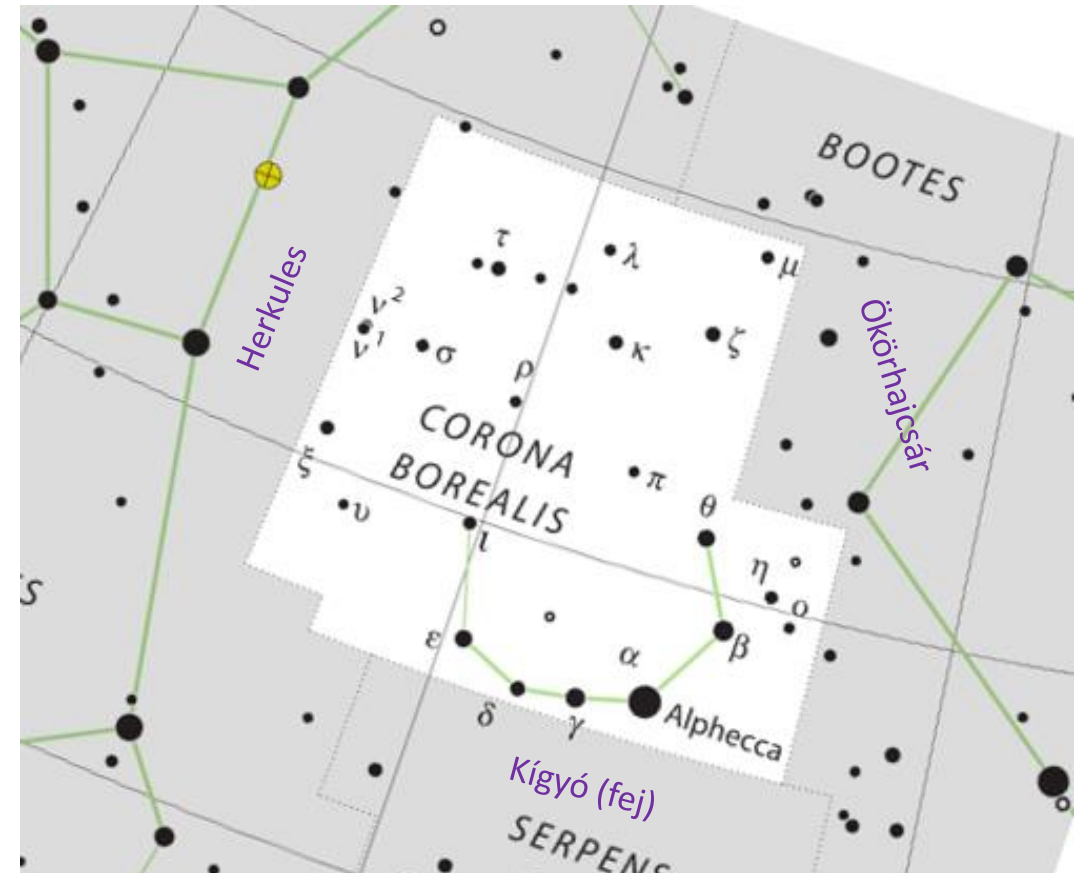 BOOTES
τ
λ
μ
Herkules
ν²
ν¹
σ
κ
ζ
Ökörhajcsár
ρ
CORONA
BOREALIS
ξ
υ
π
θ
ι
η
ο
ε
α
β
δ
γ
Alphecca
Kígyó (fej)
SERPENS
S